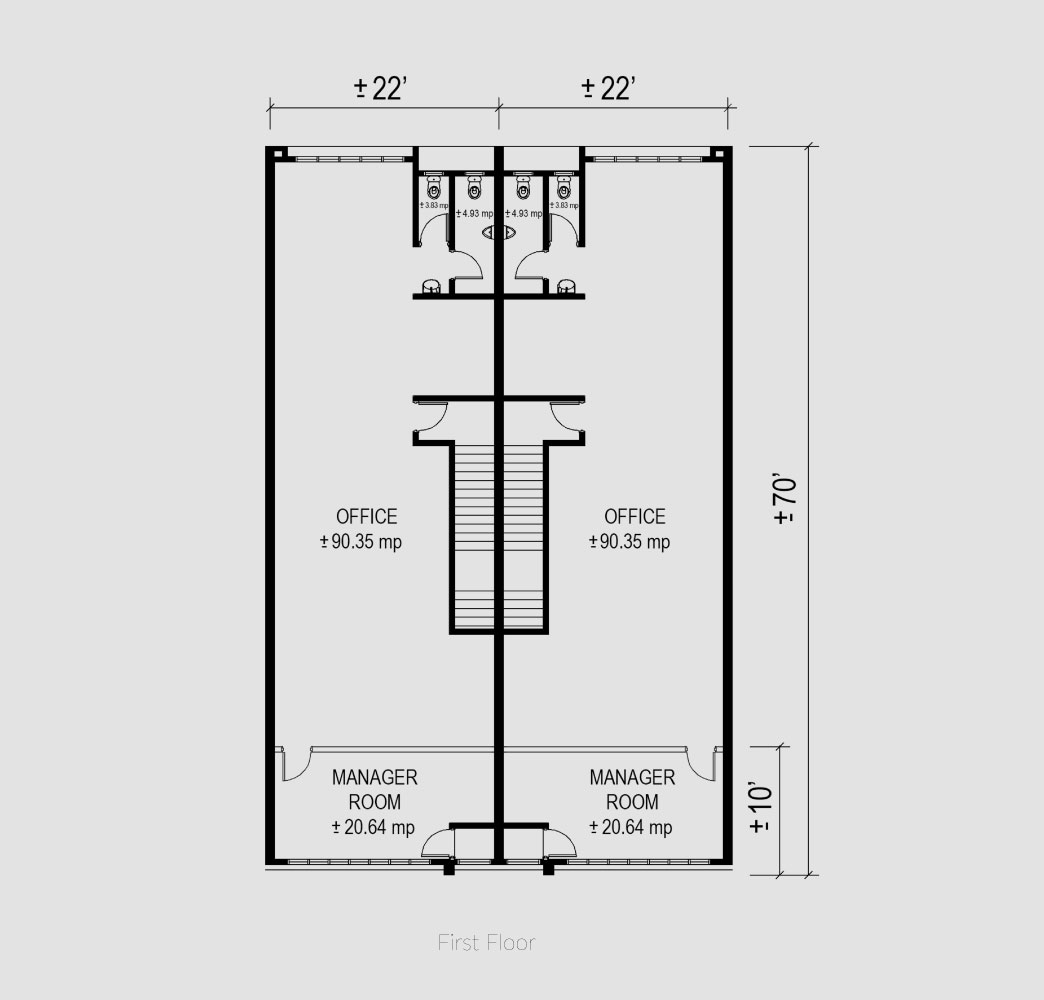 ± 22' ± 22'
± 3.83 mp ± 4.93 mp ± 4.93 mp ± 3.83 mp
± 70'
OFFICE OFFICE
± 90.35 mp ± 90.35 mp
MANAGER MANAGER
ROOM ROOM
± 20.64 mp ± 20.64 mp
± 10'
First Floor